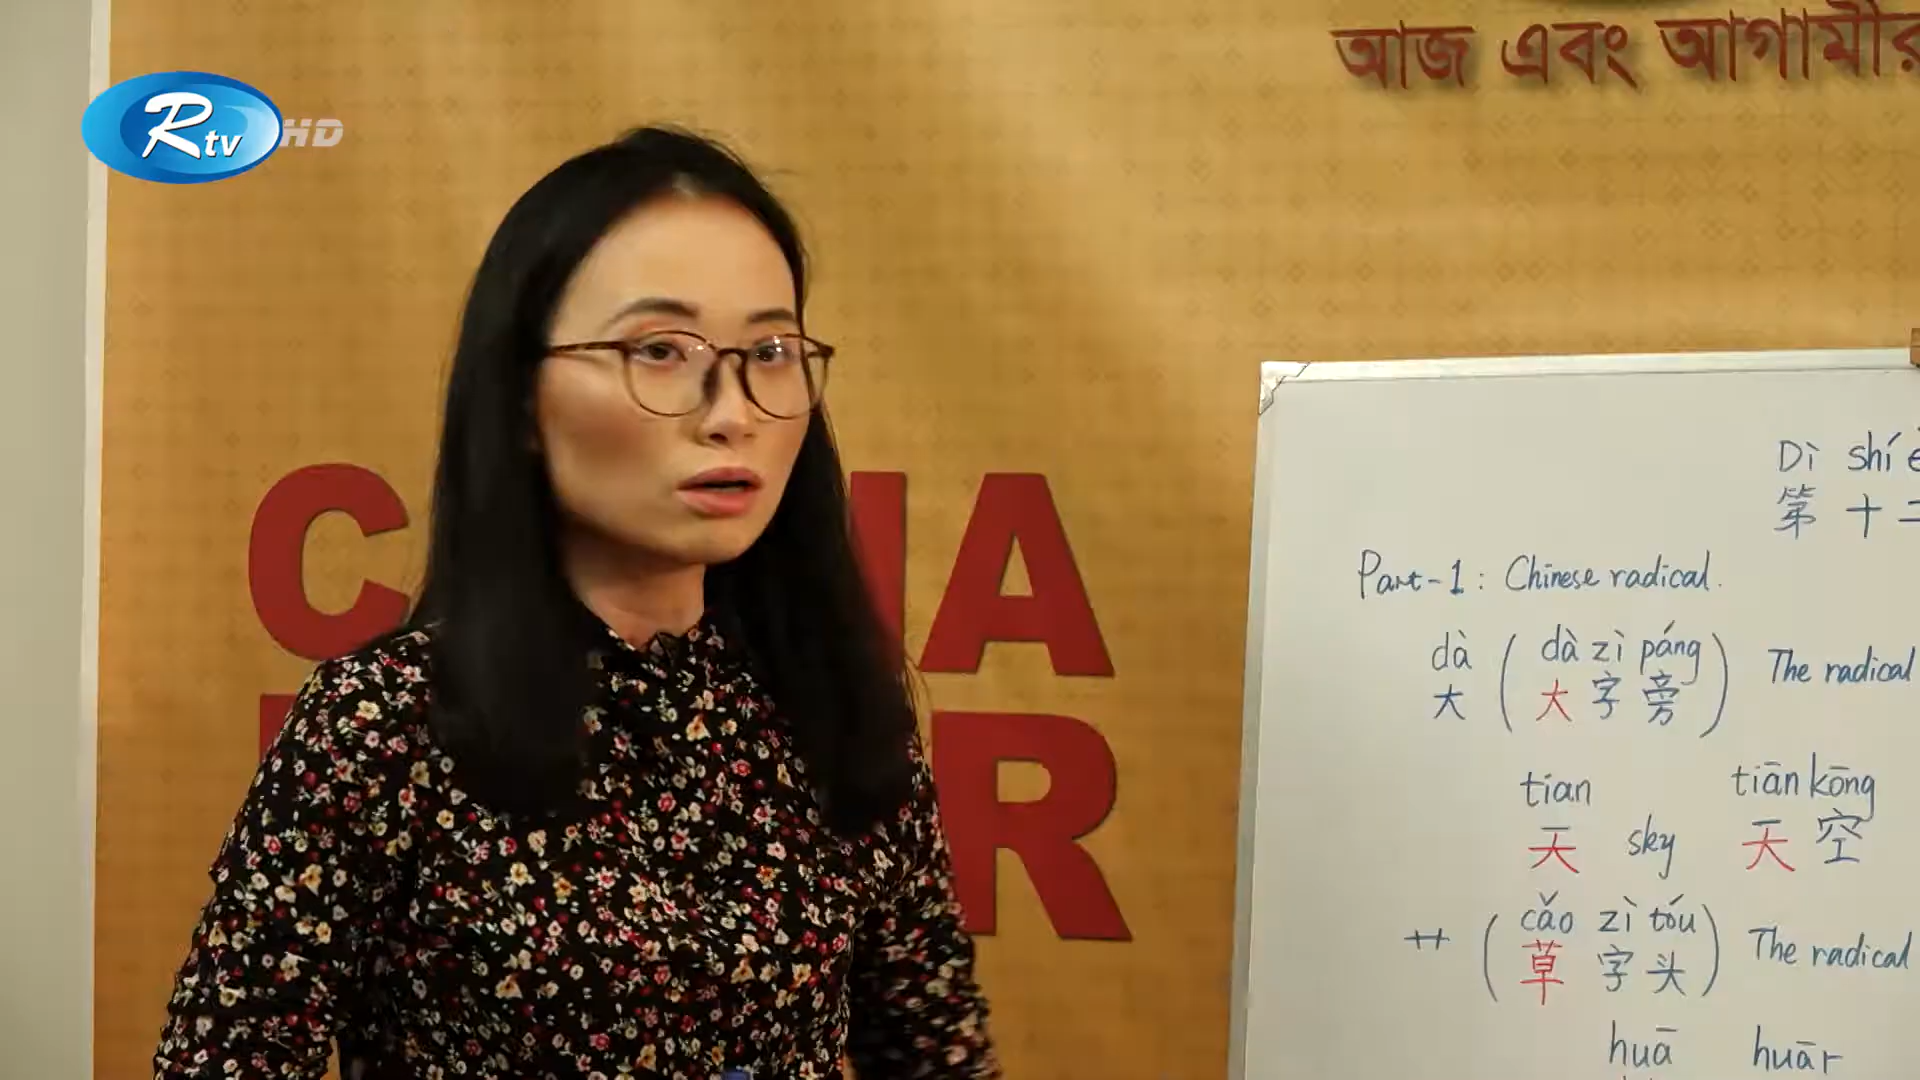 আজ এবং আগামীর
Rtv HD
C NA
R
Dì shí
第 十 二
Part-1 : Chinese radical.
dà ( dà zì páng ) The radical
大 ( 大 字 旁 )
tian tiān kōng
天 sky 天 空
艹 ( cǎo zì tóu ) The radical
草 字 头
huā huār